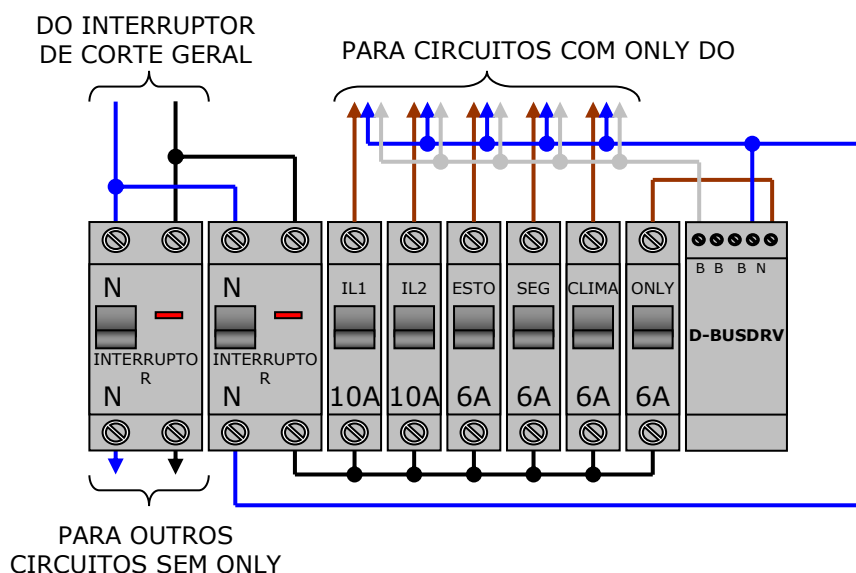 DO INTERRUPTOR
DE CORTE GERAL
PARA CIRCUITOS COM ONLY DO
N
INTERRUPTO
R
N
N
INTERRUPTO
R
N
IL1
10A
IL2
10A
ESTO
6A
SEG
6A
CLIMA
6A
ONLY
6A
B B B N
D-BUSDRV
PARA OUTROS
CIRCUITOS SEM ONLY